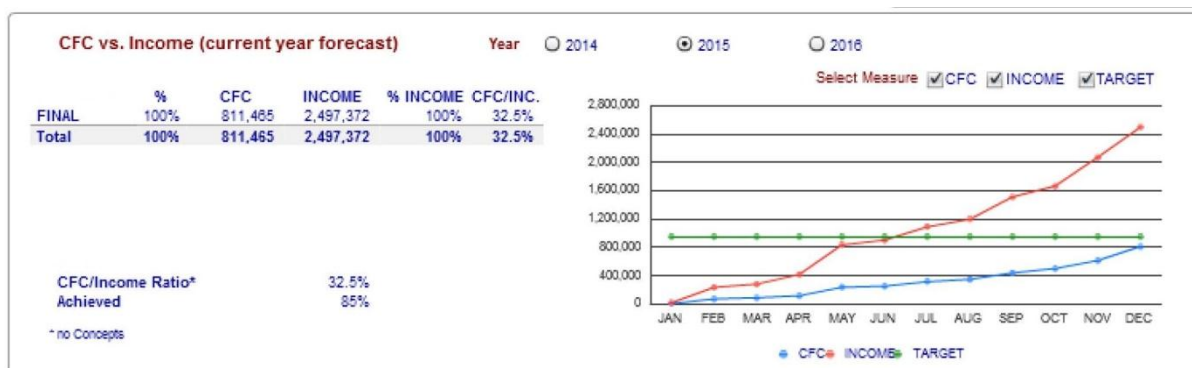 CFC vs. Income (current year forecast) Year 2014 2015 2016
Select Measure CFC INCOME TARGET
% CFC INCOME % INCOME CFC/INC.
FINAL 100% 811,465 2,497,372 100% 32.5%
Total 100% 811,465 2,497,372 100% 32.5%
CFC/Income Ratio* 32.5%
Achieved 85%
* no Concepts
2,800,000
2,400,000
2,000,000
1,600,000
1,200,000
800,000
400,000
0
JAN FEB MAR APR MAY JUN JUL AUG SEP OCT NOV DEC
CFC INCOME TARGET